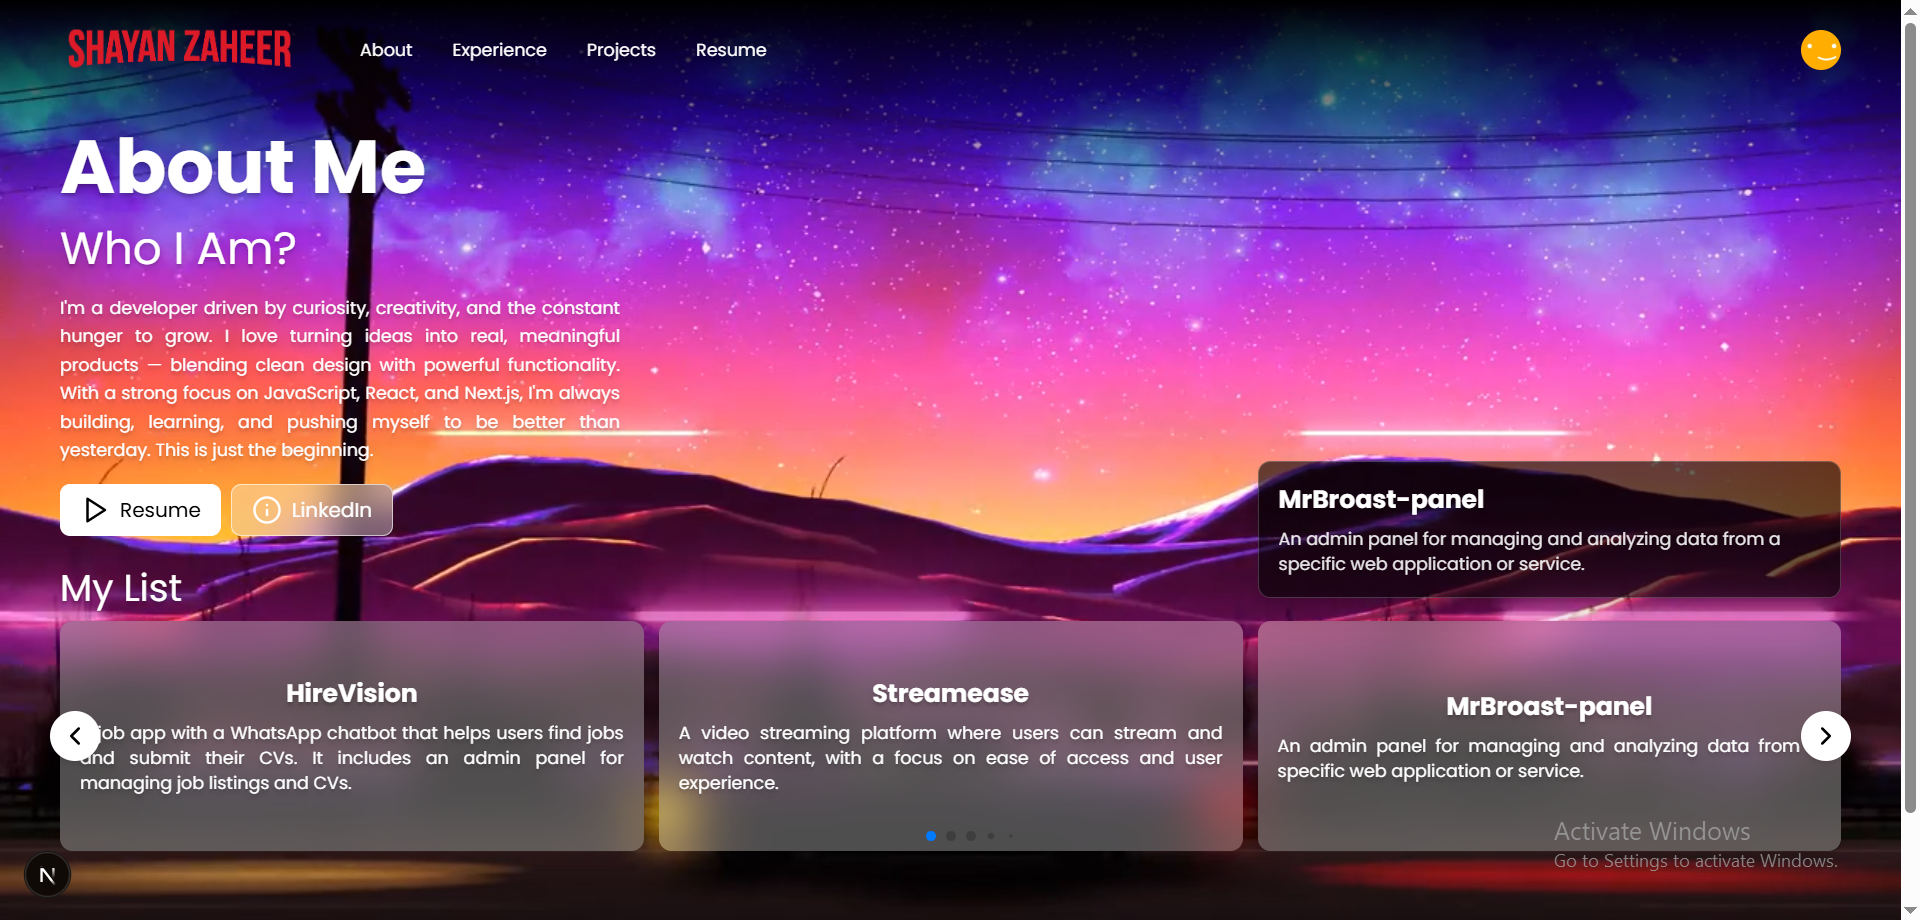 SHAYAN ZAHEER
About
Experience
Projects
Resume
About Me
Who I Am?
I'm a developer driven by curiosity, creativity, and the constant
hunger to grow. I love turning ideas into real, meaningful
products — blending clean design with powerful functionality.
With a strong focus on JavaScript, React, and Next.js, I'm always
building, learning, and pushing myself to be better than
yesterday. This is just the beginning.
Resume
LinkedIn
MrBroast-panel
An admin panel for managing and analyzing data from a
specific web application or service.
My List
HireVision
job app with a WhatsApp chatbot that helps users find jobs
and submit their CVs. It includes an admin panel for
managing job listings and CVs.
Streamease
A video streaming platform where users can stream and
watch content, with a focus on ease of access and user
experience.
MrBroast-panel
An admin panel for managing and analyzing data from
specific web application or service.
Activate Windows
Go to Settings to activate Windows.
N